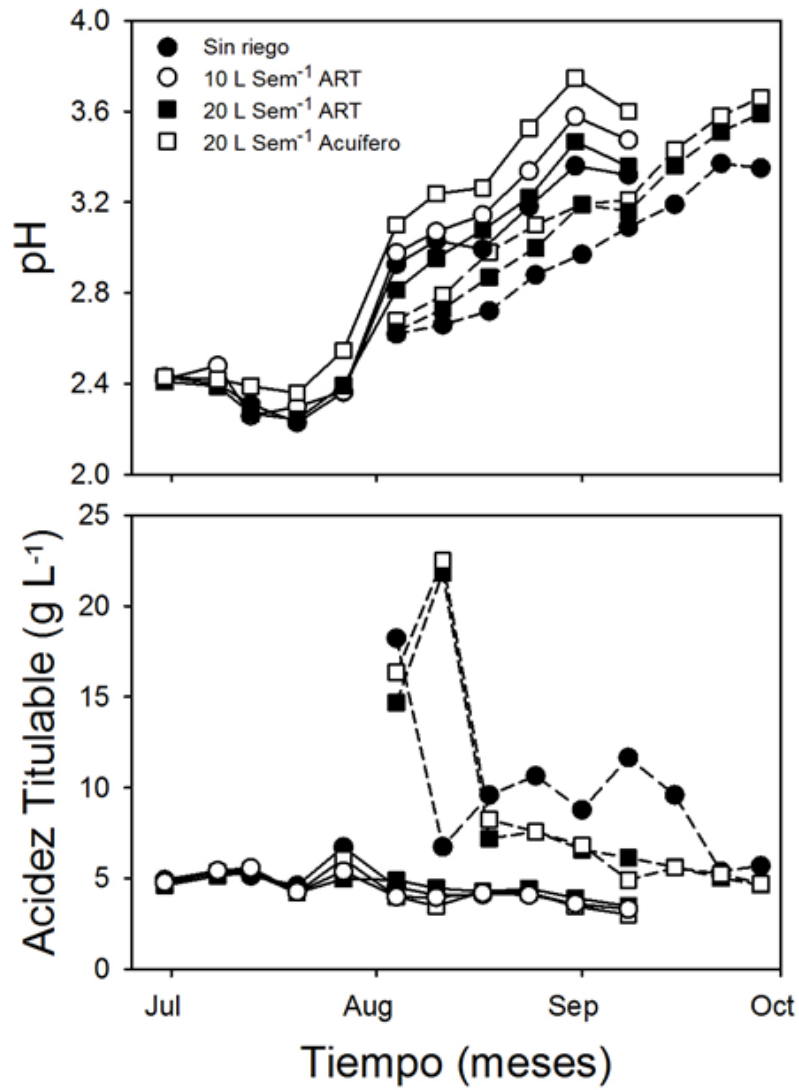 4.0
3.6
3.2
2.8
2.4
2.0
pH
Sin riego
10 L Sem⁻¹ ART
20 L Sem⁻¹ ART
20 L Sem⁻¹ Acuífero
25
20
15
10
5
0
Acidez Titulable (g L⁻¹)
Jul Aug Sep Oct
Tiempo (meses)